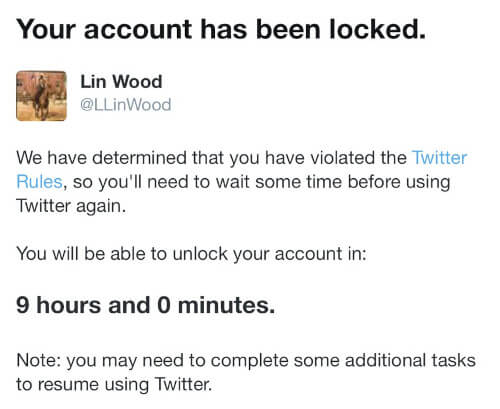 Your account has been locked.
Lin Wood
@LLinWood
We have determined that you have violated the Twitter
Rules, so you'll need to wait some time before using
Twitter again.
You will be able to unlock your account in:
9 hours and 0 minutes.
Note: you may need to complete some additional tasks
to resume using Twitter.